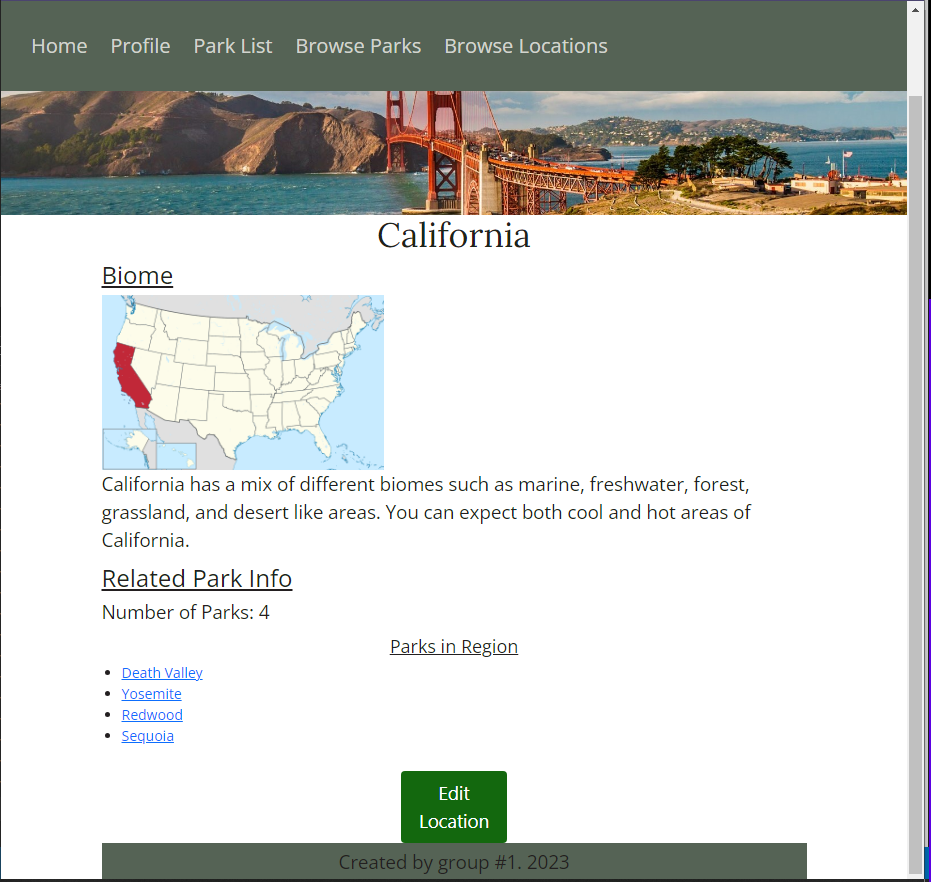 Home Profile Park List Browse Parks Browse Locations
California
Biome
California has a mix of different biomes such as marine, freshwater, forest,
grassland, and desert like areas. You can expect both cool and hot areas of
California.
Related Park Info
Number of Parks: 4
Parks in Region
Death Valley
Yosemite
Redwood
Sequoia
Edit
Location
Created by group #1. 2023